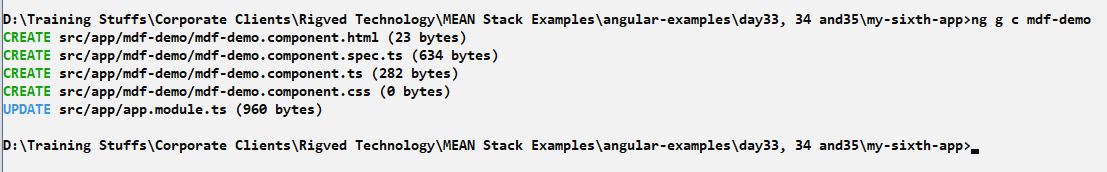 D:\Training Stuffs\Corporate Clients\Rigved Technology\MEAN Stack Examples\angular-examples\day33, 34 and35\my-sixth-app>ng g c mdf-demo
CREATE src/app/mdf-demo/mdf-demo.component.html (23 bytes)
CREATE src/app/mdf-demo/mdf-demo.component.spec.ts (634 bytes)
CREATE src/app/mdf-demo/mdf-demo.component.ts (282 bytes)
CREATE src/app/mdf-demo/mdf-demo.component.css (0 bytes)
UPDATE src/app/app.module.ts (960 bytes)
D:\Training Stuffs\Corporate Clients\Rigved Technology\MEAN Stack Examples\angular-examples\day33, 34 and35\my-sixth-app>